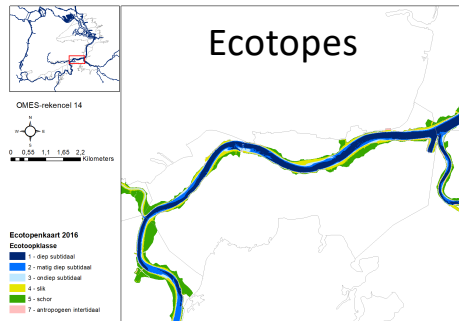 Ecotopes
OMES-rekencel 14
N
W E
S
0 0,55 1,1 1,65 2,2
Kilometers
Ecotopenkaart 2016
Ecotoopklasse
1 - diep subtidaal
2 - matig diep subtidaal
3 - ondiep subtidaal
4 - slik
5 - schor
7 - antropogeen intertidaal